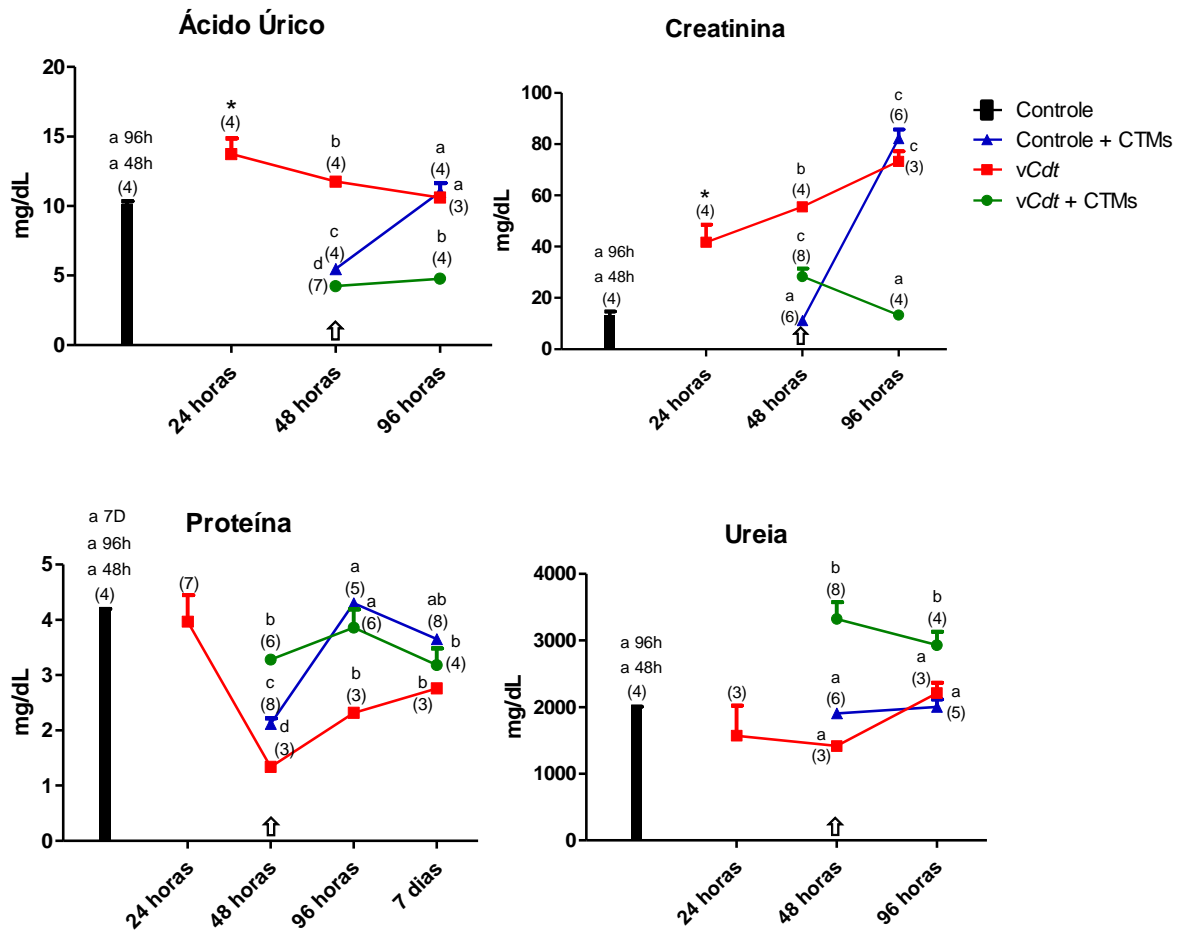 Ácido Úrico
mg/dL
20
15
10
5
0
a 96h
a 48h
(4)
*
(4)
b
(4)
a
(4)
a
(3)
c
(4)
d
(7)
b
(4)
24 horas
48 horas
96 horas
Creatinina
mg/dL
100
80
60
40
20
0
a 96h
a 48h
(4)
*
(4)
b
(4)
c
(8)
a
(6)
c
(6)
c
(3)
a
(4)
24 horas
48 horas
96 horas
Controle
Controle + CTMs
vCdt
vCdt + CTMs
Proteína
mg/dL
5
4
3
2
1
0
a 7D
a 96h
a 48h
(4)
(7)
b
(6)
c
(8)
d
(3)
a
(5)
a
(6)
b
(3)
ab
(8)
b
(4)
b
(3)
24 horas
48 horas
96 horas
7 dias
Ureia
mg/dL
4000
3000
2000
1000
0
a 96h
a 48h
(4)
(3)
b
(8)
a
(6)
a
(3)
b
(4)
a
(3)
a
(5)
24 horas
48 horas
96 horas